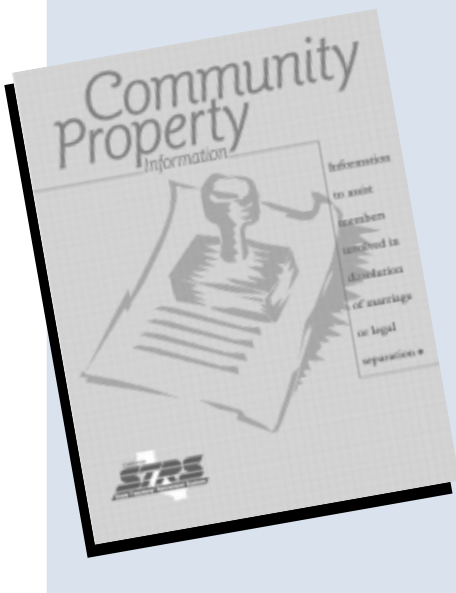 Community
Property
Information
Information
to assist
members
involved in
dissolution
of marriage
or legal
separation •
STRS